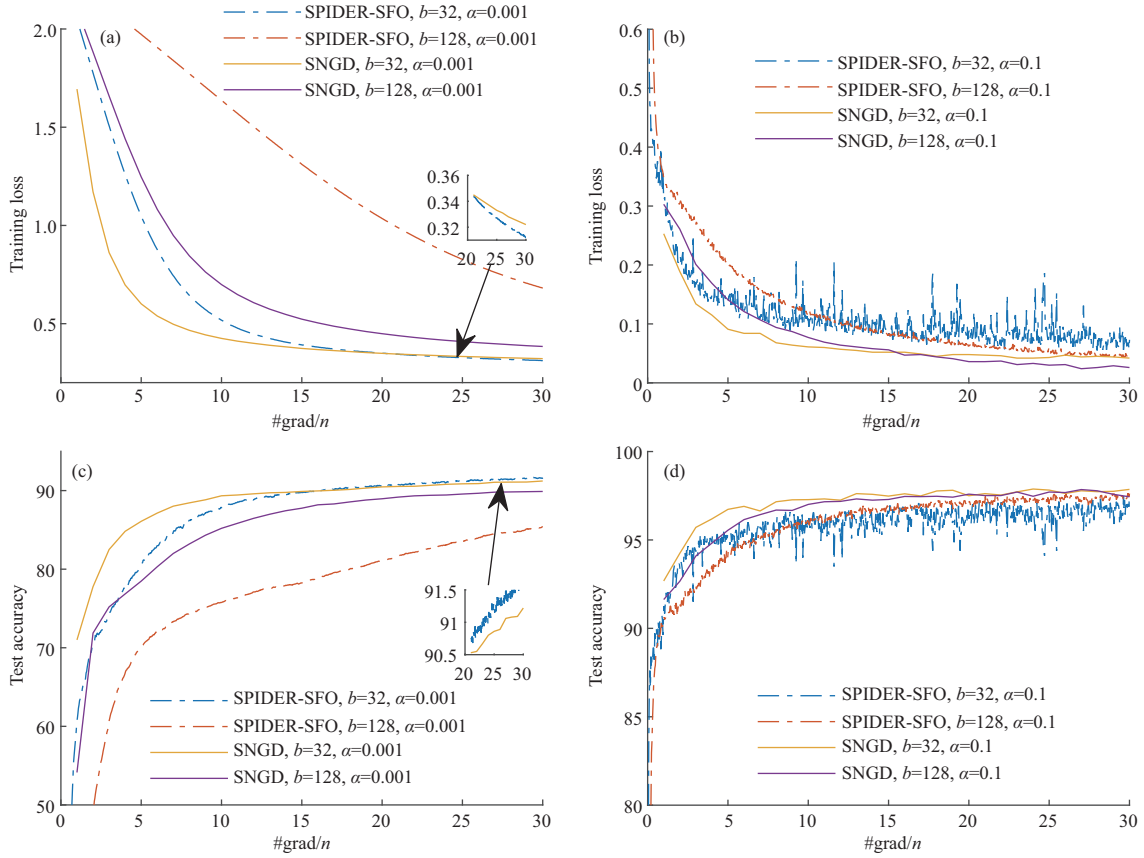 (a)
SPIDER-SFO, b=32, α=0.001
SPIDER-SFO, b=128, α=0.001
SNGD, b=32, α=0.001
SNGD, b=128, α=0.001
Training loss
2.0
1.5
1.0
0.5
0 5 10 15 20 25 30
#grad/n
0.36
0.34
0.32
20 25 30
(b)
SPIDER-SFO, b=32, α=0.1
SPIDER-SFO, b=128, α=0.1
SNGD, b=32, α=0.1
SNGD, b=128, α=0.1
Training loss
0.6
0.5
0.4
0.3
0.2
0.1
0
0 5 10 15 20 25 30
#grad/n
(c)
Test accuracy
90
80
70
60
50
91.5
91
90.5
20 25 30
SPIDER-SFO, b=32, α=0.001
SPIDER-SFO, b=128, α=0.001
SNGD, b=32, α=0.001
SNGD, b=128, α=0.001
0 5 10 15 20 25 30
#grad/n
(d)
Test accuracy
100
95
90
85
80
SPIDER-SFO, b=32, α=0.1
SPIDER-SFO, b=128, α=0.1
SNGD, b=32, α=0.1
SNGD, b=128, α=0.1
0 5 10 15 20 25 30
#grad/n